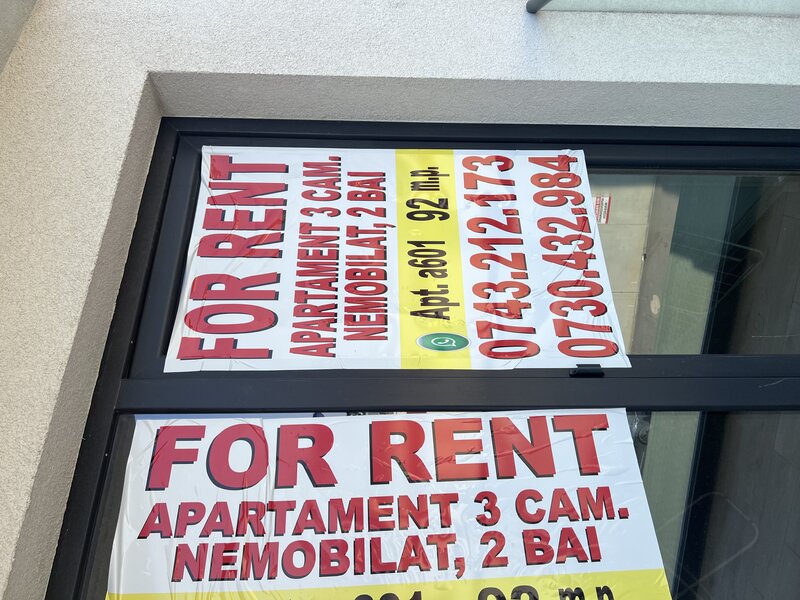 FOR RENT
APARTAMENT 3 CAM.
NEMOBILAT, 2 BAI
Apt. a601 92 m.p.
0743.212.173
0730.432.984
FOR RENT
APARTAMENT 3 CAM.
NEMOBILAT, 2 BAI